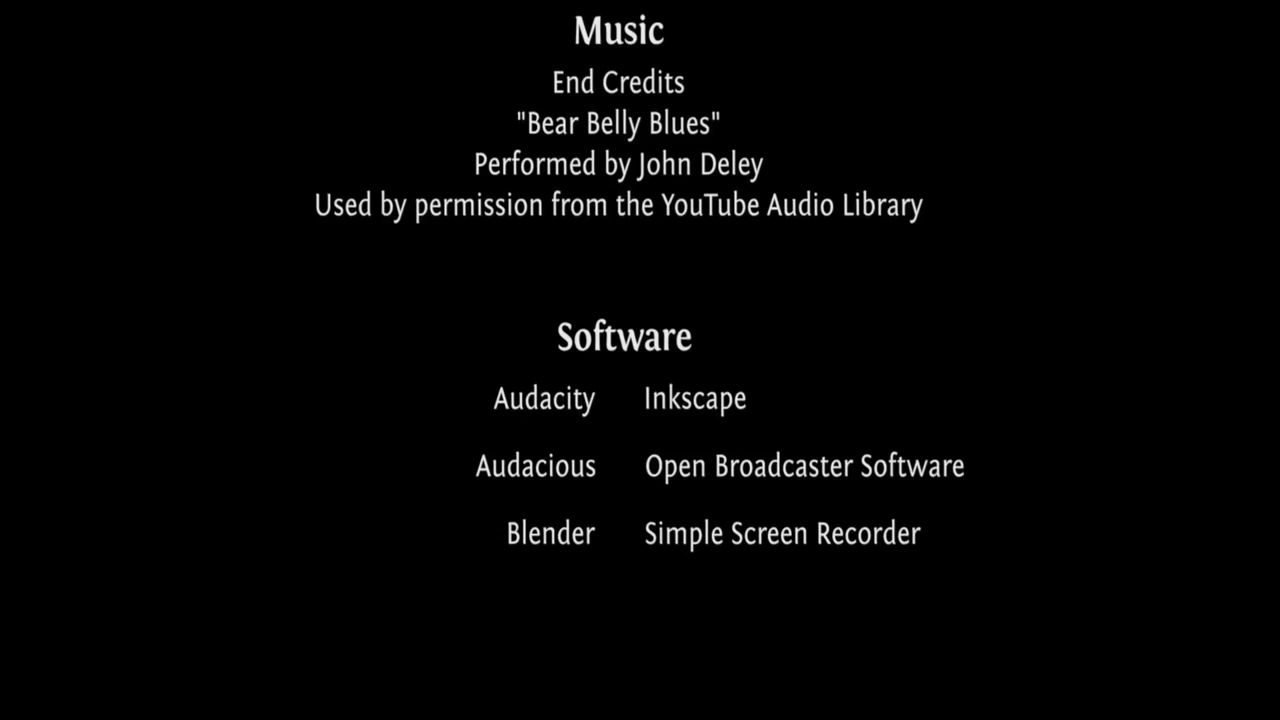 Music
End Credits
"Bear Belly Blues"
Performed by John Deley
Used by permission from the YouTube Audio Library
Software
Audacity Inkscape
Audacious Open Broadcaster Software
Blender Simple Screen Recorder